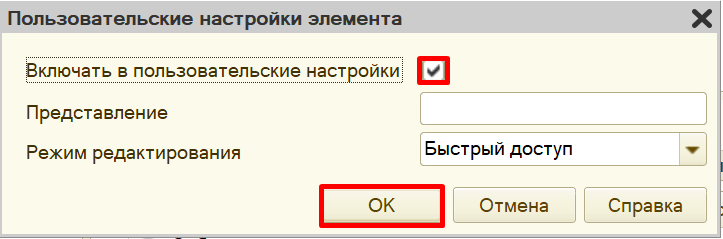 Пользовательские настройки элемента
Включать в пользовательские настройки
Представление
Режим редактирования Быстрый доступ
OK Отмена Справка